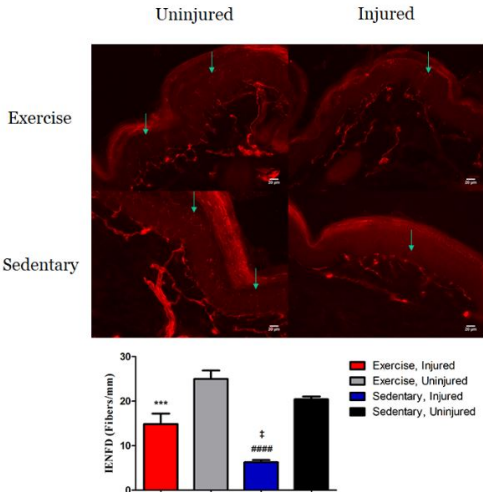 Uninjured Injured
Exercise
20 µm 20 µm
Sedentary
20 µm 20 µm
IENFD (Fibers/mm)
30
20
10
0
***
‡
####
Exercise, Injured
Exercise, Uninjured
Sedentary, Injured
Sedentary, Uninjured